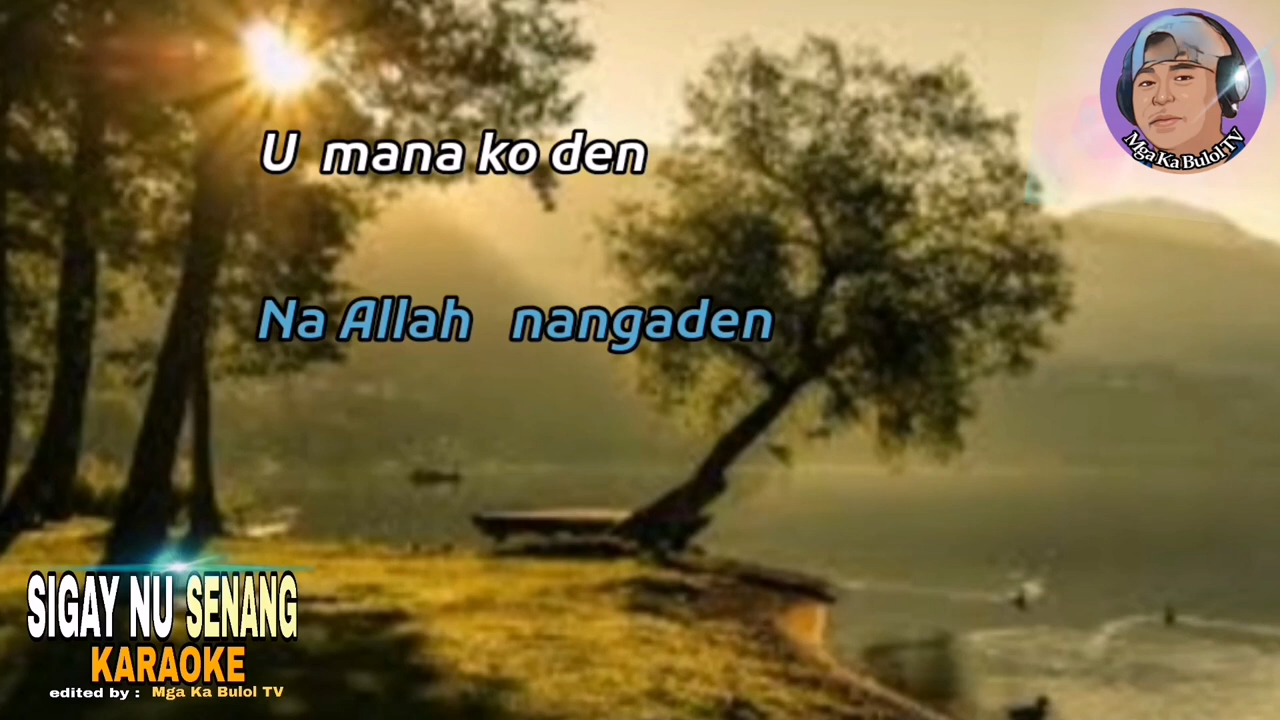 U mana ko den
Na Allah nangaden
Mga Ka Bulol TV
SIGAY NU SENANG
KARAOKE
edited by : Mga Ka Bulol TV